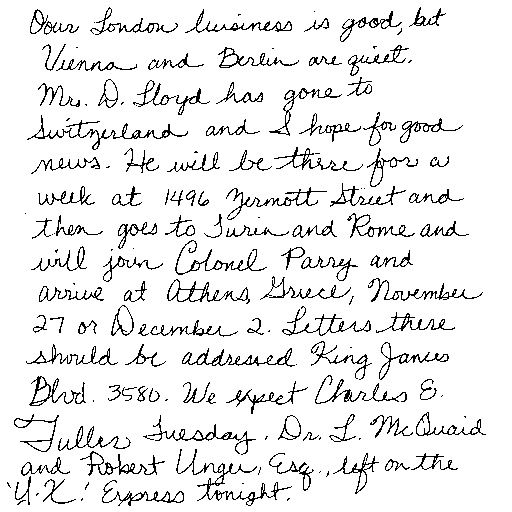 Our London business is good, but
Vienna and Berlin are quiet.
Mr. D. Lloyd has gone to
Switzerland and I hope for good
news. He will be there for a
week at 1496 Zermott Street and
then goes to Turin and Rome and
will join Colonel Parry and
arrive at Athens, Greece, November
27 or December 2. Letters there
should be addressed King James
Blvd. 3580. We expect Charles E.
Fuller Tuesday. Dr. L. McQuaid
and Robert Unger, Esq., left on the
'Y.X.' Express tonight.